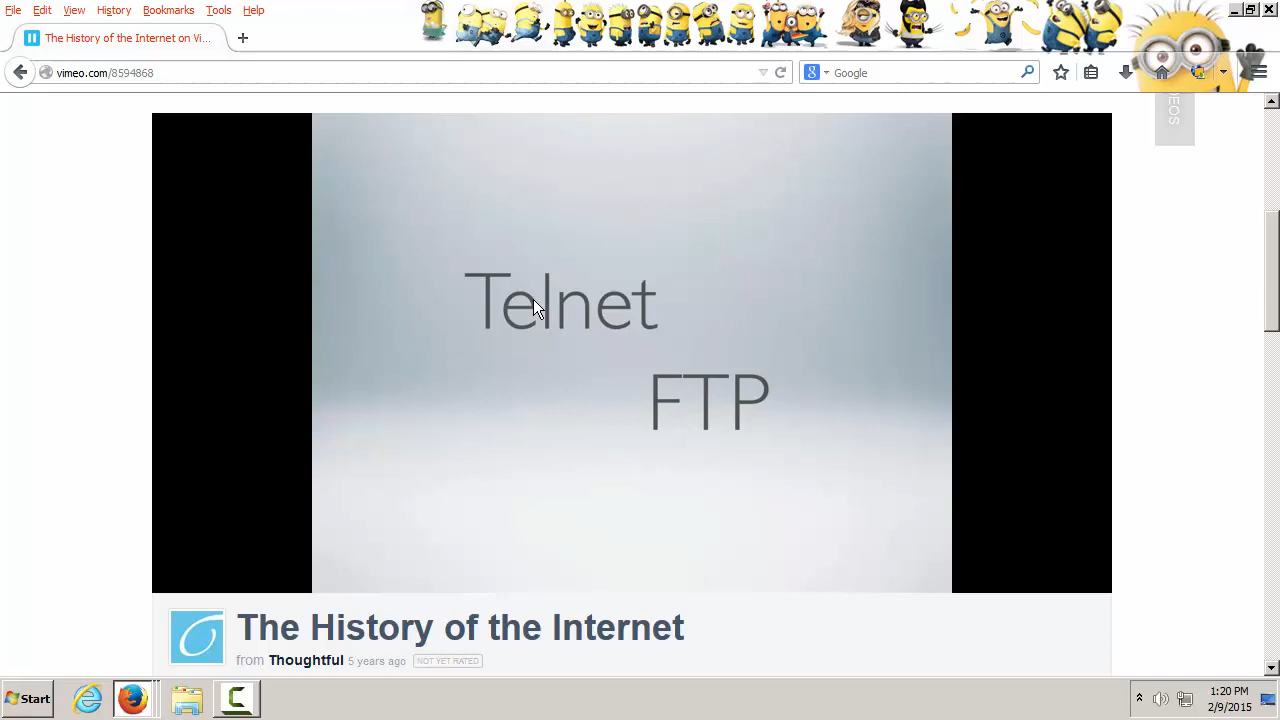 File Edit View History Bookmarks Tools Help
The History of the Internet on Vi...
vimeo.com/8594868
Google
Telnet
FTP
The History of the Internet
from Thoughtful 5 years ago NOT YET RATED
Start
1:20 PM
2/9/2015